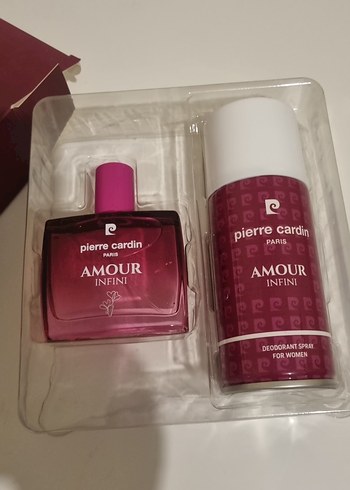 pierre cardin
PARIS
AMOUR
INFINI
pierre cardin
PARIS
AMOUR
INFINI
DEODORANT SPRAY
FOR WOMEN